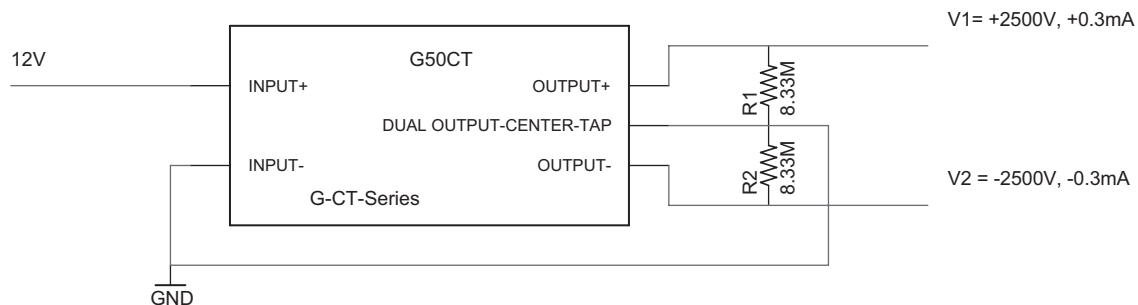 V1= +2500V, +0.3mA
12V
G50CT
INPUT+
OUTPUT+
R1
8.33M
DUAL OUTPUT-CENTER-TAP
INPUT-
OUTPUT-
R2
8.33M
V2 = -2500V, -0.3mA
G-CT-Series
GND